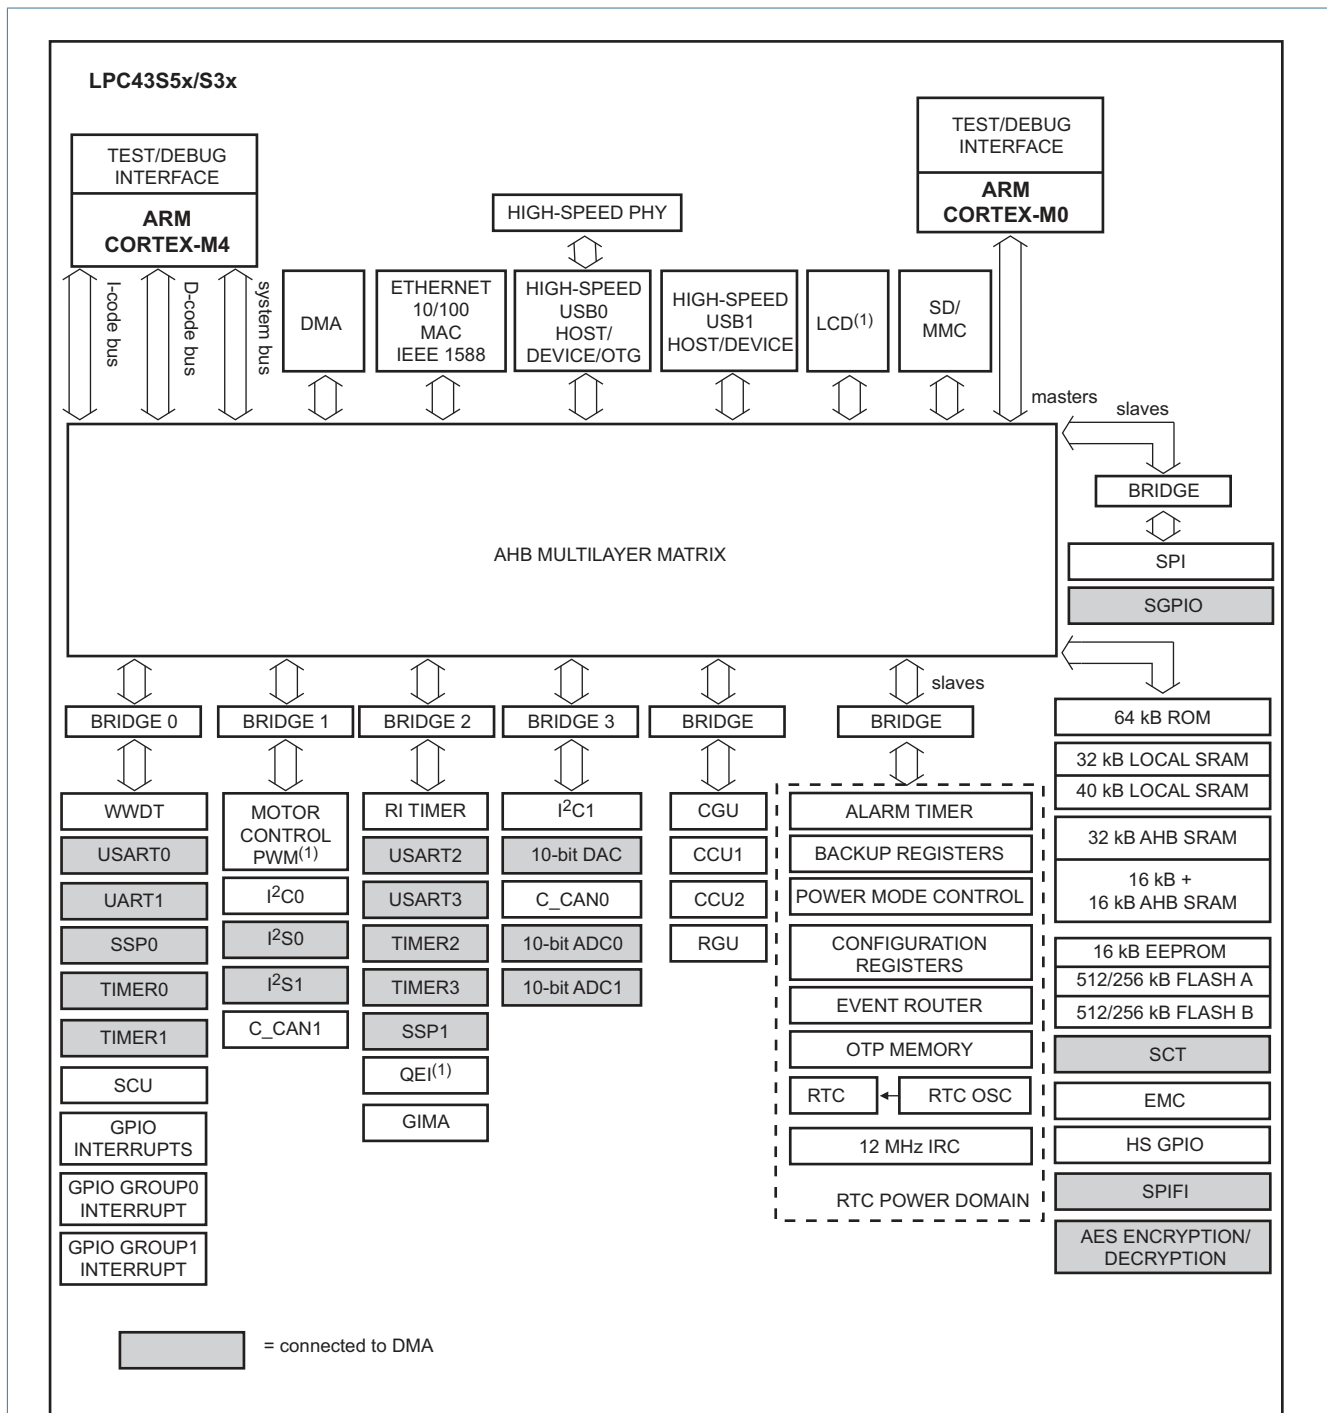 LPC43S5x/S3x
TEST/DEBUG
INTERFACE
ARM
CORTEX-M4
TEST/DEBUG
INTERFACE
ARM
CORTEX-M0
HIGH-SPEED PHY
I-code bus
D-code bus
system bus
DMA
ETHERNET
10/100
MAC
IEEE 1588
HIGH-SPEED
USB0
HOST/
DEVICE/OTG
HIGH-SPEED
USB1
HOST/DEVICE
LCD(1)
SD/
MMC
masters
slaves
BRIDGE
SPI
SGPIO
AHB MULTILAYER MATRIX
slaves
BRIDGE 0
BRIDGE 1
BRIDGE 2
BRIDGE 3
BRIDGE
BRIDGE
WWDT
USART0
UART1
SSP0
TIMER0
TIMER1
SCU
GPIO
INTERRUPTS
GPIO GROUP0
INTERRUPT
GPIO GROUP1
INTERRUPT
MOTOR
CONTROL
PWM(1)
I2C0
I2S0
I2S1
C_CAN1
RI TIMER
USART2
USART3
TIMER2
TIMER3
SSP1
QEI(1)
GIMA
I2C1
10-bit DAC
C_CAN0
10-bit ADC0
10-bit ADC1
CGU
CCU1
CCU2
RGU
ALARM TIMER
BACKUP REGISTERS
POWER MODE CONTROL
CONFIGURATION
REGISTERS
EVENT ROUTER
OTP MEMORY
RTC
RTC OSC
12 MHz IRC
RTC POWER DOMAIN
64 kB ROM
32 kB LOCAL SRAM
40 kB LOCAL SRAM
32 kB AHB SRAM
16 kB +
16 kB AHB SRAM
16 kB EEPROM
512/256 kB FLASH A
512/256 kB FLASH B
SCT
EMC
HS GPIO
SPIFI
AES ENCRYPTION/
DECRYPTION
= connected to DMA